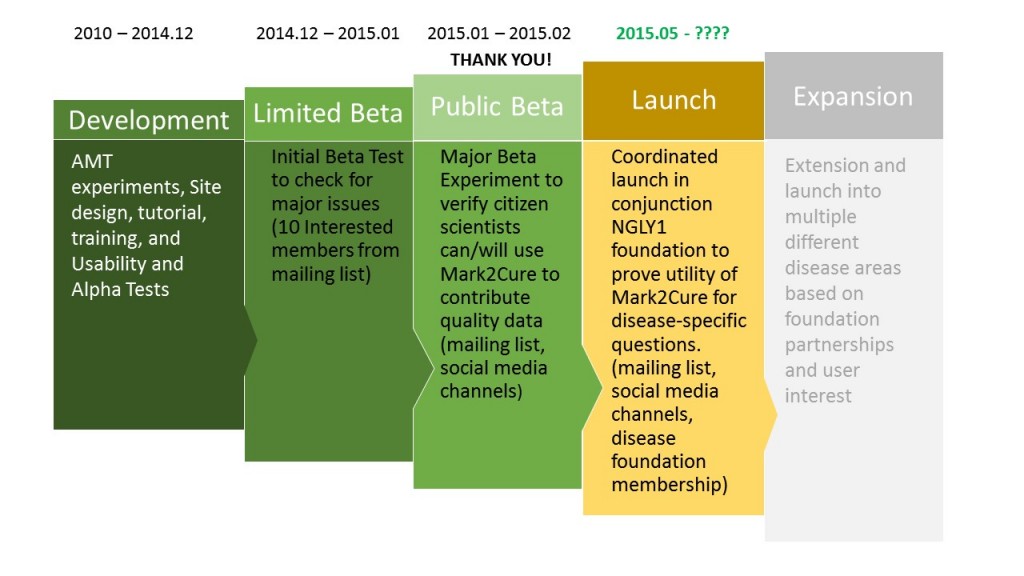 2010 – 2014.12
2014.12 – 2015.01
2015.01 – 2015.02
THANK YOU!
2015.05 - ????
Development
AMT
experiments, Site
design, tutorial,
training, and
Usability and
Alpha Tests
Limited Beta
Initial Beta Test
to check for
major issues
(10 Interested
members from
mailing list)
Public Beta
Major Beta
Experiment to
verify citizen
scientists
can/will use
Mark2Cure to
contribute
quality data
(mailing list,
social media
channels)
Launch
Coordinated
launch in
conjunction
NGLY1
foundation to
prove utility of
Mark2Cure for
disease-specific
questions.
(mailing list,
social media
channels,
disease
foundation
membership)
Expansion
Extension and
launch into
multiple
different
disease areas
based on
foundation
partnerships
and user
interest